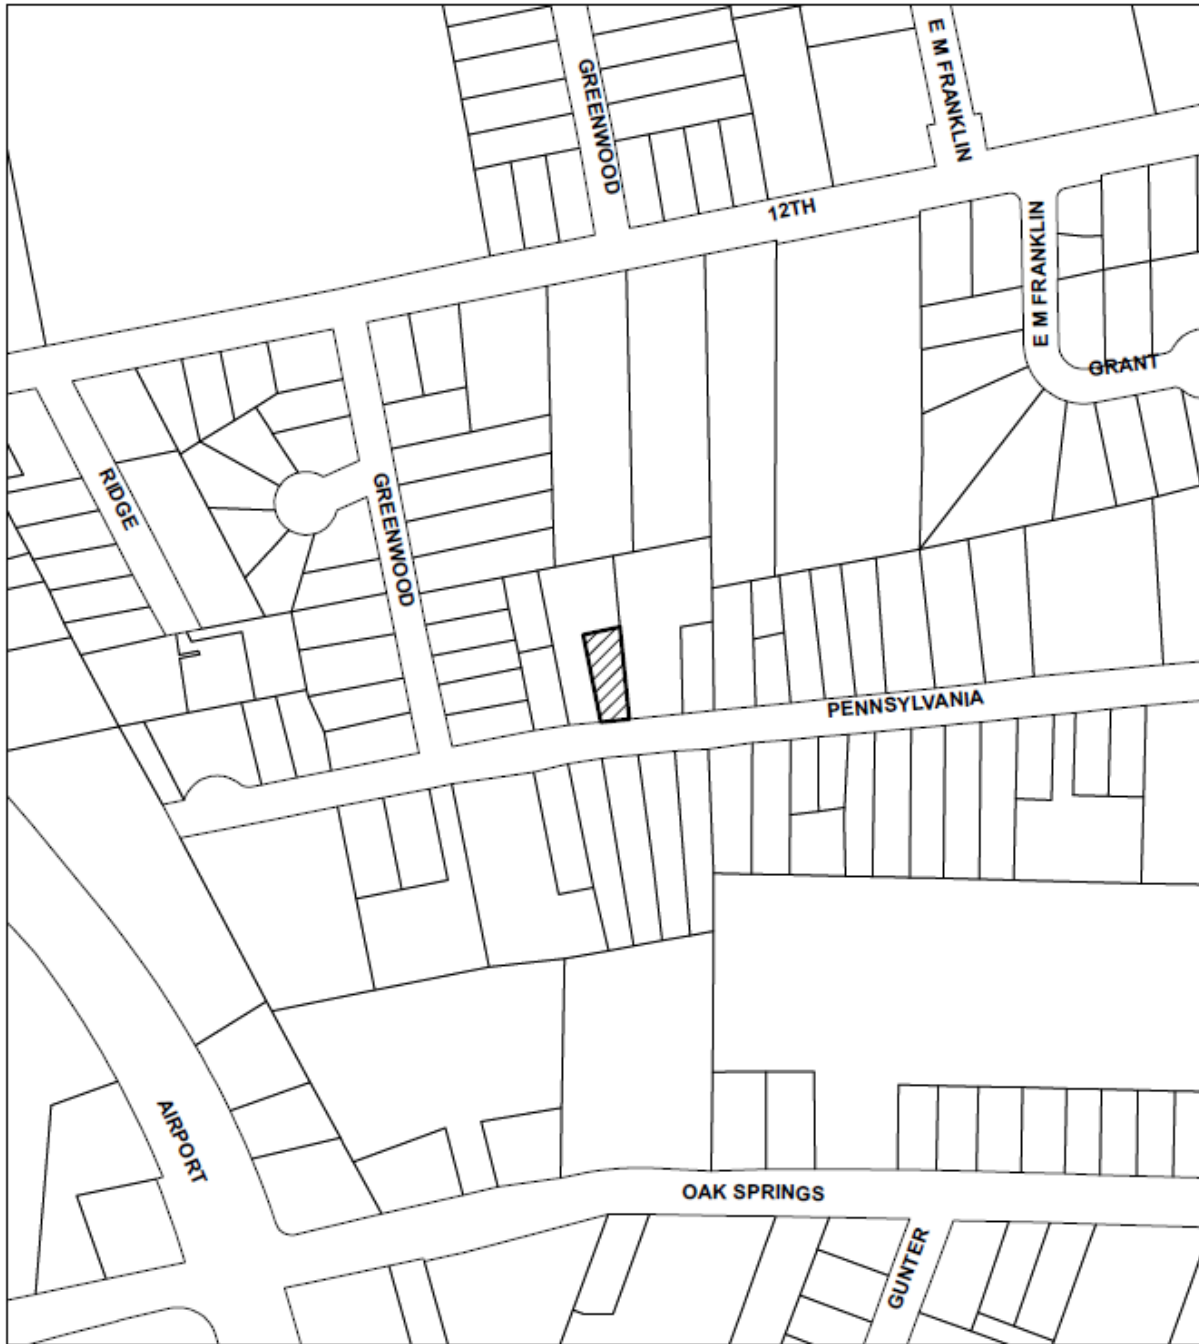 GREENWOOD
E M FRANKLIN
12TH
E M FRANKLIN
GRANT
RIDGE
GREENWOOD
PENNSYLVANIA
AIRPORT
OAK SPRINGS
GUNTER